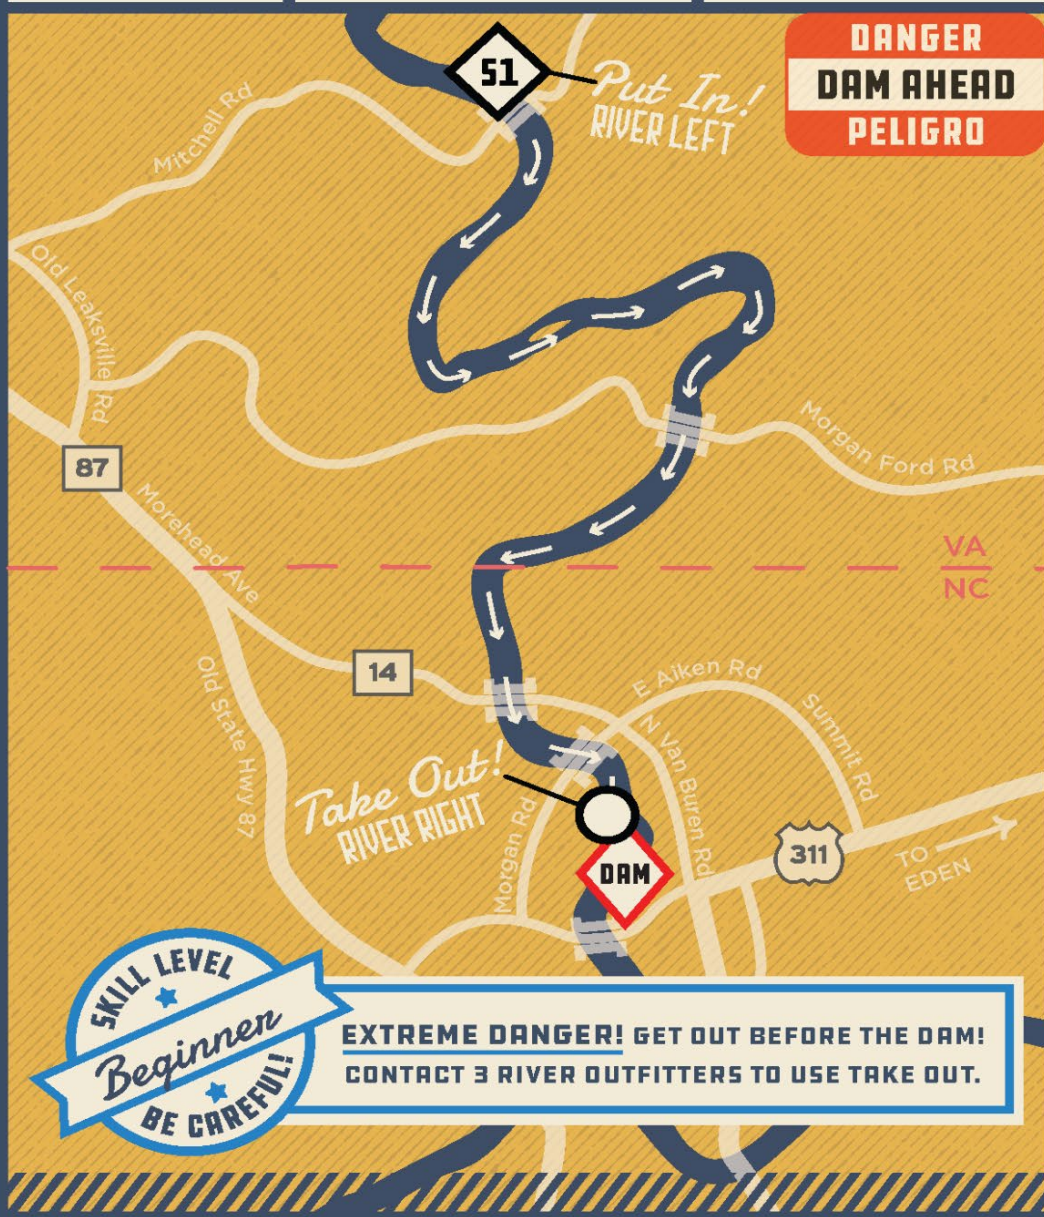 DANGER
DAM AHEAD
PELIGRO
51
Put In!
RIVER LEFT
Mitchell Rd
Old Leaksville Rd
87
Morehead Ave
Morgan Ford Rd
VA
NC
14
Old State Hwy 87
E Aiken Rd
Summit Rd
N Van Buren Rd
Take Out!
RIVER RIGHT
Morgan Rd
DAM
311
TO
EDEN
SKILL LEVEL
Beginner
BE CAREFUL!
EXTREME DANGER! GET OUT BEFORE THE DAM!
CONTACT 3 RIVER OUTFITTERS TO USE TAKE OUT.